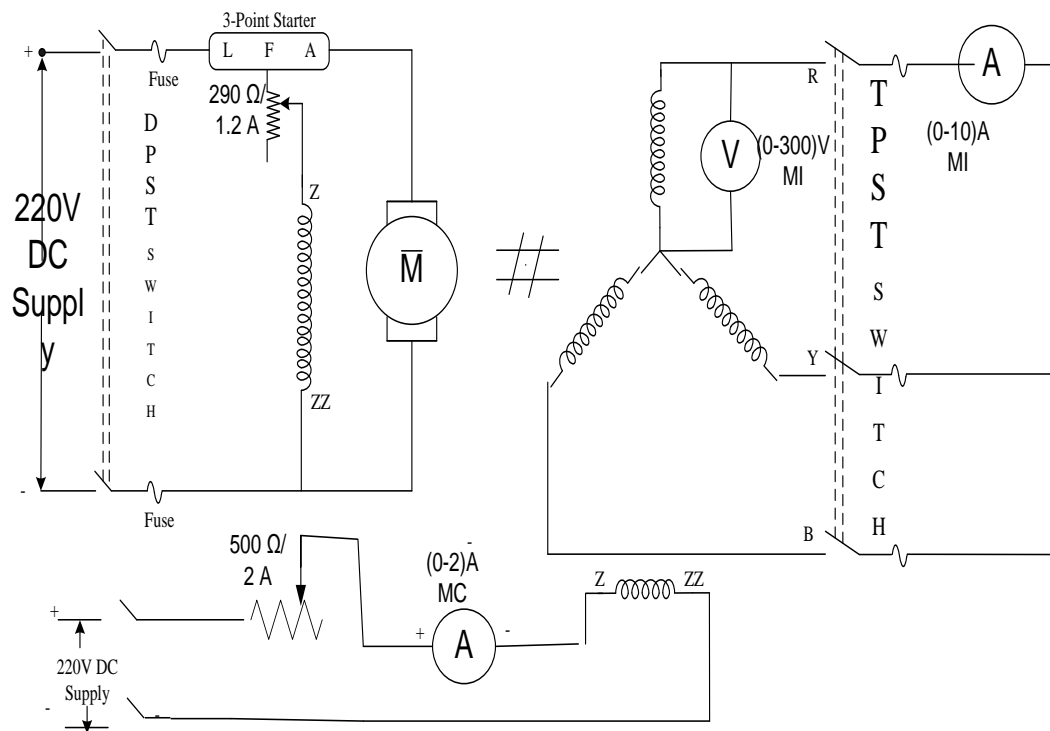 3-Point Starter
L F A
+
Fuse
290 Ω/
1.2 A
D
P
S
T
S
W
I
T
C
H
220V
DC
Suppl
y
Z
ZZ
M
-
Fuse
R
V
(0-300)V
MI
A
(0-10)A
MI
T
P
S
T
S
W
I
T
C
H
Y
B
500 Ω/
2 A
-
(0-2)A
MC
+
A
-
Z
ZZ
+
220V DC
Supply
-
-